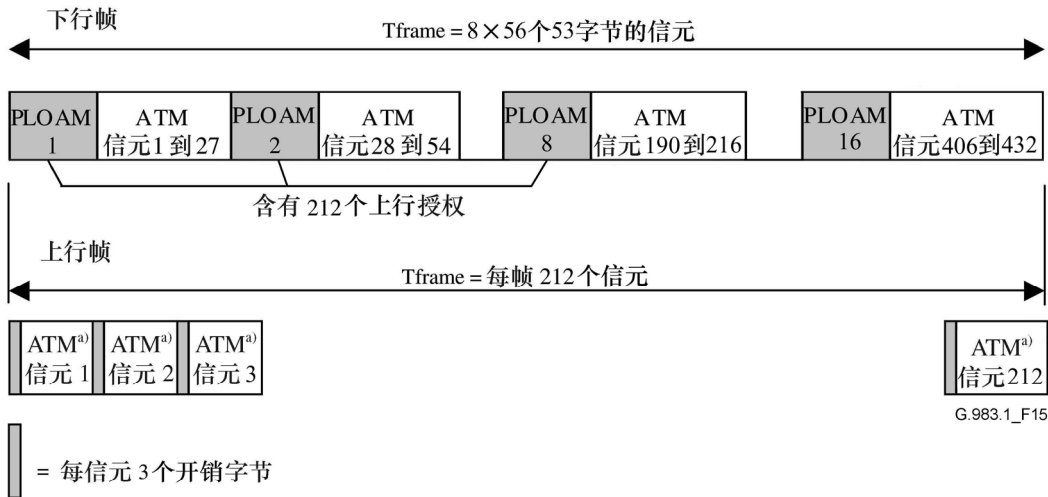 下行帧
Tframe = 8×56个53字节的信元
PLOAM
1
ATM
信元1 到 27
PLOAM
2
ATM
信元28 到 54
PLOAM
8
ATM
信元190到216
PLOAM
16
ATM
信元406到432
含有 212个上行授权
上行帧
Tframe = 每帧 212个信元
ATMa)
信元 1
ATMa)
信元 2
ATMa)
信元 3
ATMa)
信元212
G.983.1_F15
= 每信元 3个开销字节